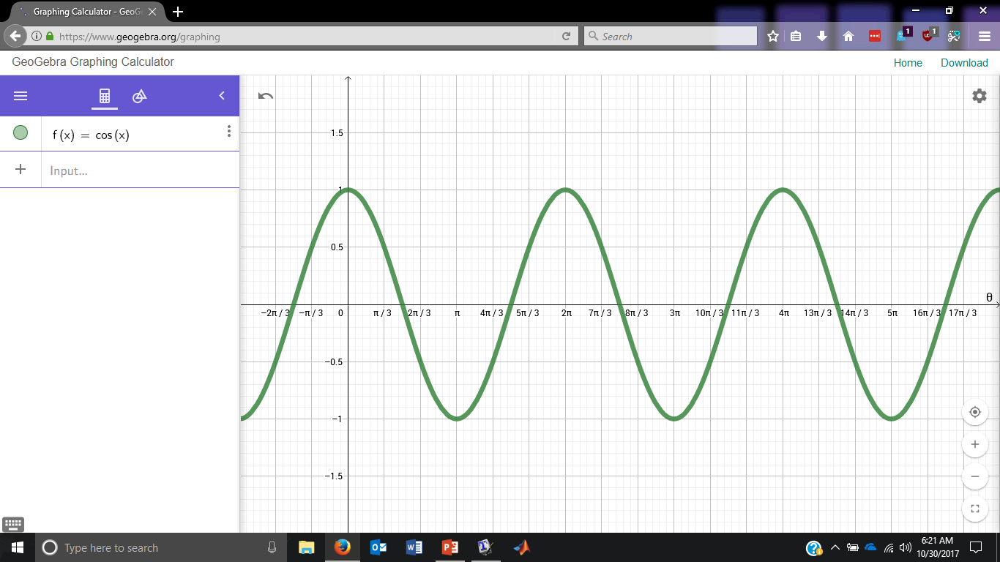 Graphing Calculator - GeoG
https://www.geogebra.org/graphing
Search
1
1
GeoGebra Graphing Calculator
Home
Download
f(x) = cos(x)
Input...
1.5
1
0.5
θ
−2π / 3 −π / 3 0 π / 3 2π / 3 π 4π / 3 5π / 3 2π 7π / 3 8π / 3 3π 10π / 3 11π / 3 4π 13π / 3 14π / 3 5π 16π / 3 17π / 3
−0.5
−1
−1.5
Type here to search
6:21 AM
10/30/2017